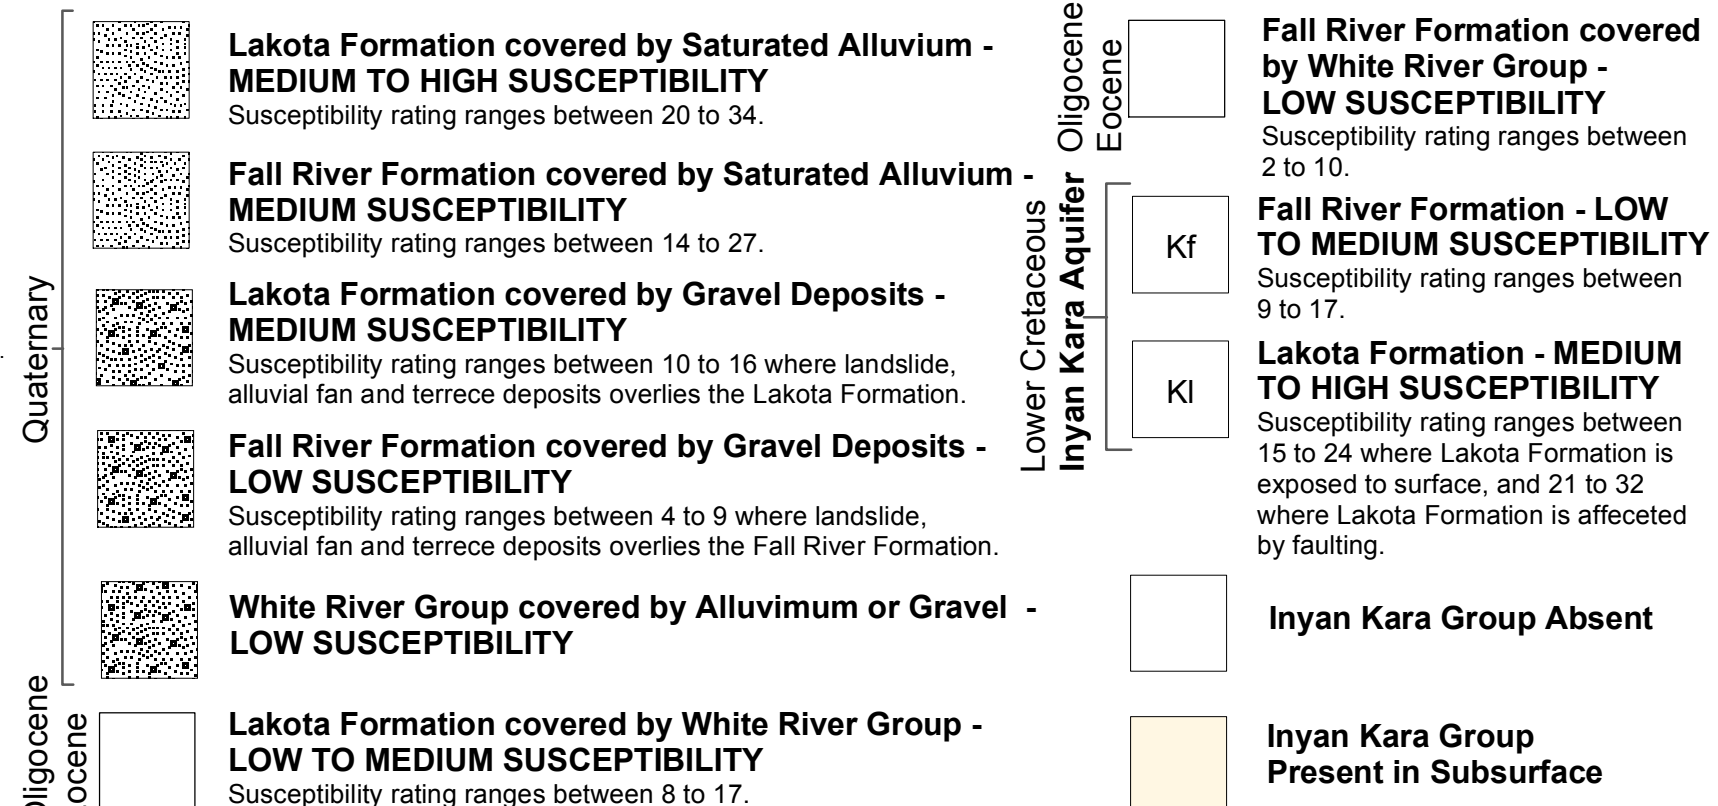 Quaternary
Lakota Formation covered by Saturated Alluvium -
MEDIUM TO HIGH SUSCEPTIBILITY
Susceptibility rating ranges between 20 to 34.
Fall River Formation covered by Saturated Alluvium -
MEDIUM SUSCEPTIBILITY
Susceptibility rating ranges between 14 to 27.
Lakota Formation covered by Gravel Deposits -
MEDIUM SUSCEPTIBILITY
Susceptibility rating ranges between 10 to 16 where landslide,
alluvial fan and terrece deposits overlies the Lakota Formation.
Fall River Formation covered by Gravel Deposits -
LOW SUSCEPTIBILITY
Susceptibility rating ranges between 4 to 9 where landslide,
alluvial fan and terrece deposits overlies the Fall River Formation.
White River Group covered by Alluvimum or Gravel -
LOW SUSCEPTIBILITY
Lakota Formation covered by White River Group -
LOW TO MEDIUM SUSCEPTIBILITY
Susceptibility rating ranges between 8 to 17.
Oligocene
Eocene
Fall River Formation covered
by White River Group -
LOW SUSCEPTIBILITY
Susceptibility rating ranges between
2 to 10.
Lower Cretaceous
Inyan Kara Aquifer
Kf
Fall River Formation - LOW
TO MEDIUM SUSCEPTIBILITY
Susceptibility rating ranges between
9 to 17.
Kl
Lakota Formation - MEDIUM
TO HIGH SUSCEPTIBILITY
Susceptibility rating ranges between
15 to 24 where Lakota Formation is
exposed to surface, and 21 to 32
where Lakota Formation is affeceted
by faulting.
Inyan Kara Group Absent
Inyan Kara Group
Present in Subsurface